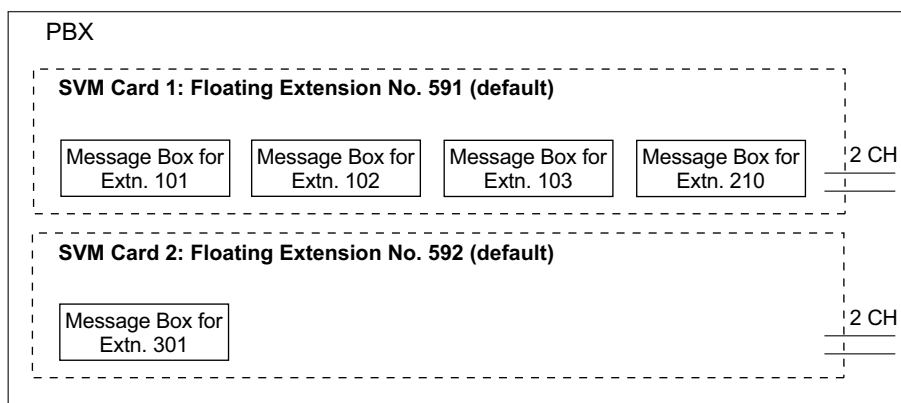 PBX
SVM Card 1: Floating Extension No. 591 (default)
Message Box for
Extn. 101
Message Box for
Extn. 102
Message Box for
Extn. 103
Message Box for
Extn. 210
2 CH
SVM Card 2: Floating Extension No. 592 (default)
Message Box for
Extn. 301
2 CH